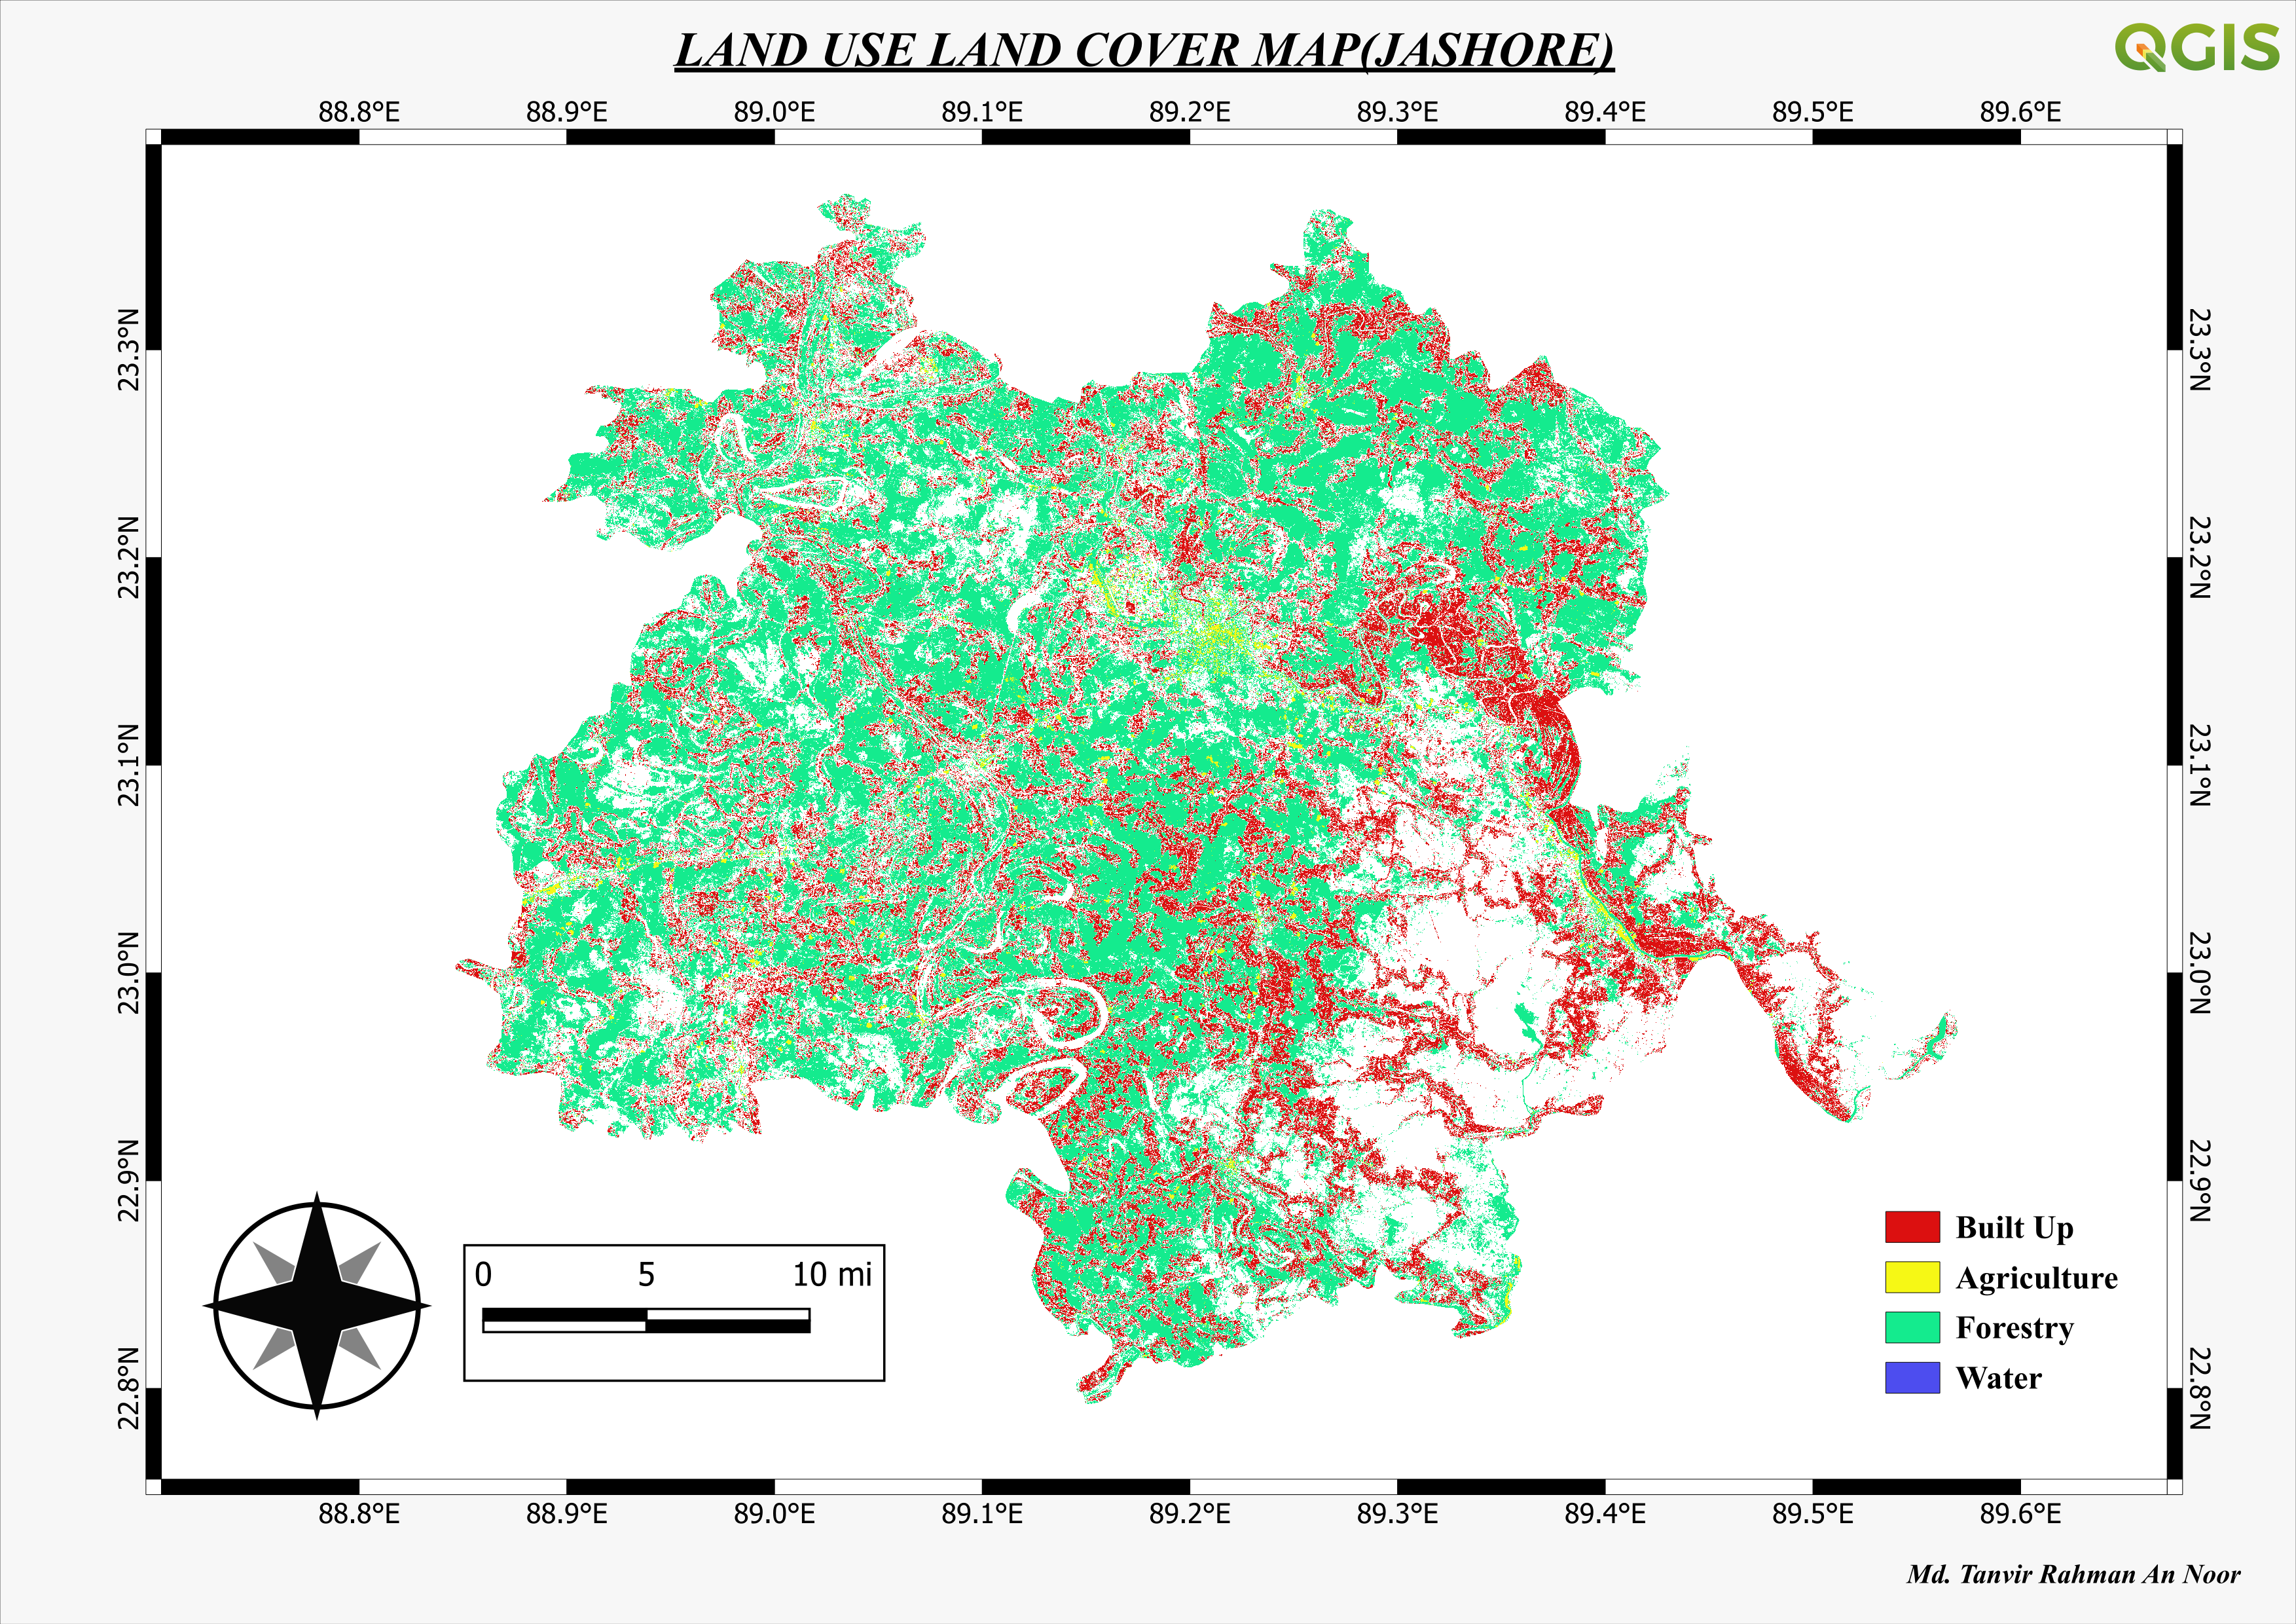 LAND USE LAND COVER MAP(JASHORE)
QGIS
88.8°E 88.9°E 89.0°E 89.1°E 89.2°E 89.3°E 89.4°E 89.5°E 89.6°E
23.3°N 23.3°N
23.2°N 23.2°N
23.1°N 23.1°N
23.0°N 23.0°N
22.9°N 22.9°N
22.8°N 22.8°N
0 5 10 mi
Built Up
Agriculture
Forestry
Water
88.8°E 88.9°E 89.0°E 89.1°E 89.2°E 89.3°E 89.4°E 89.5°E 89.6°E
Md. Tanvir Rahman An Noor